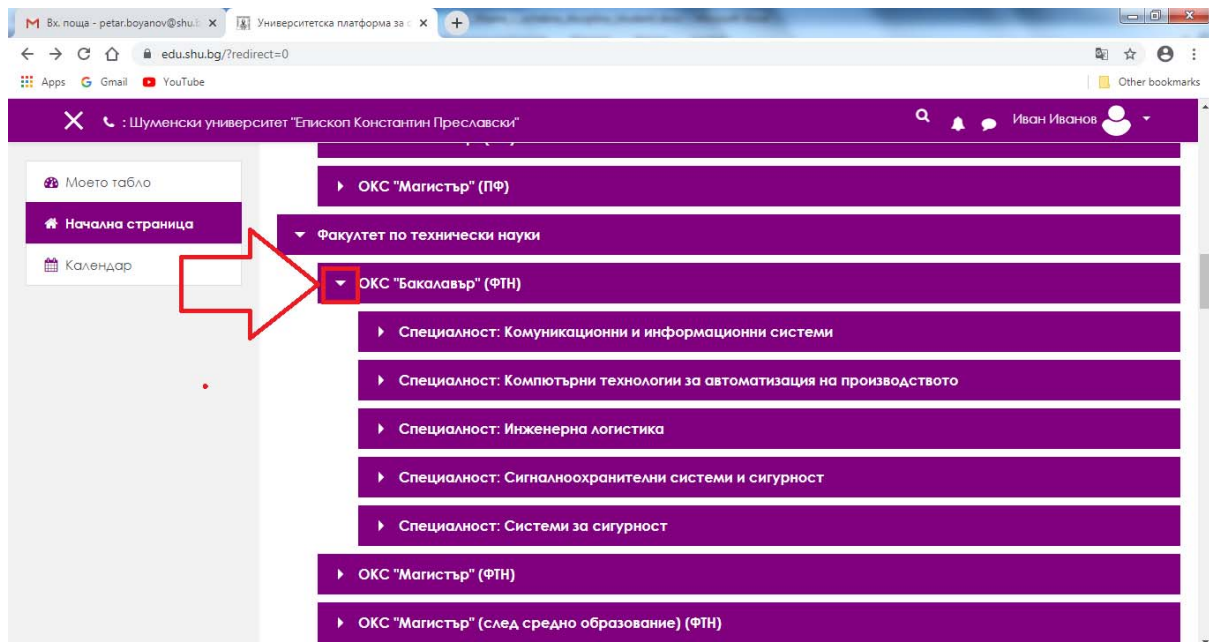 Вх. поща - petar.boyanov@shu.b
Университетска платформа за
edu.shu.bg/?redirect=0
Apps Gmail YouTube Other bookmarks
: Шуменски университет "Епископ Константин Преславски" Иван Иванов
Моето табло
Начална страница
Календар
ОКС "Магистър" (ПФ)
Факултет по технически науки
ОКС "Бакалавър" (ФТН)
Специалност: Комуникационни и информационни системи
Специалност: Компютърни технологии за автоматизация на производството
Специалност: Инженерна логистика
Специалност: Сигналноохранителни системи и сигурност
Специалност: Системи за сигурност
ОКС "Магистър" (ФТН)
ОКС "Магистър" (след средно образование) (ФТН)